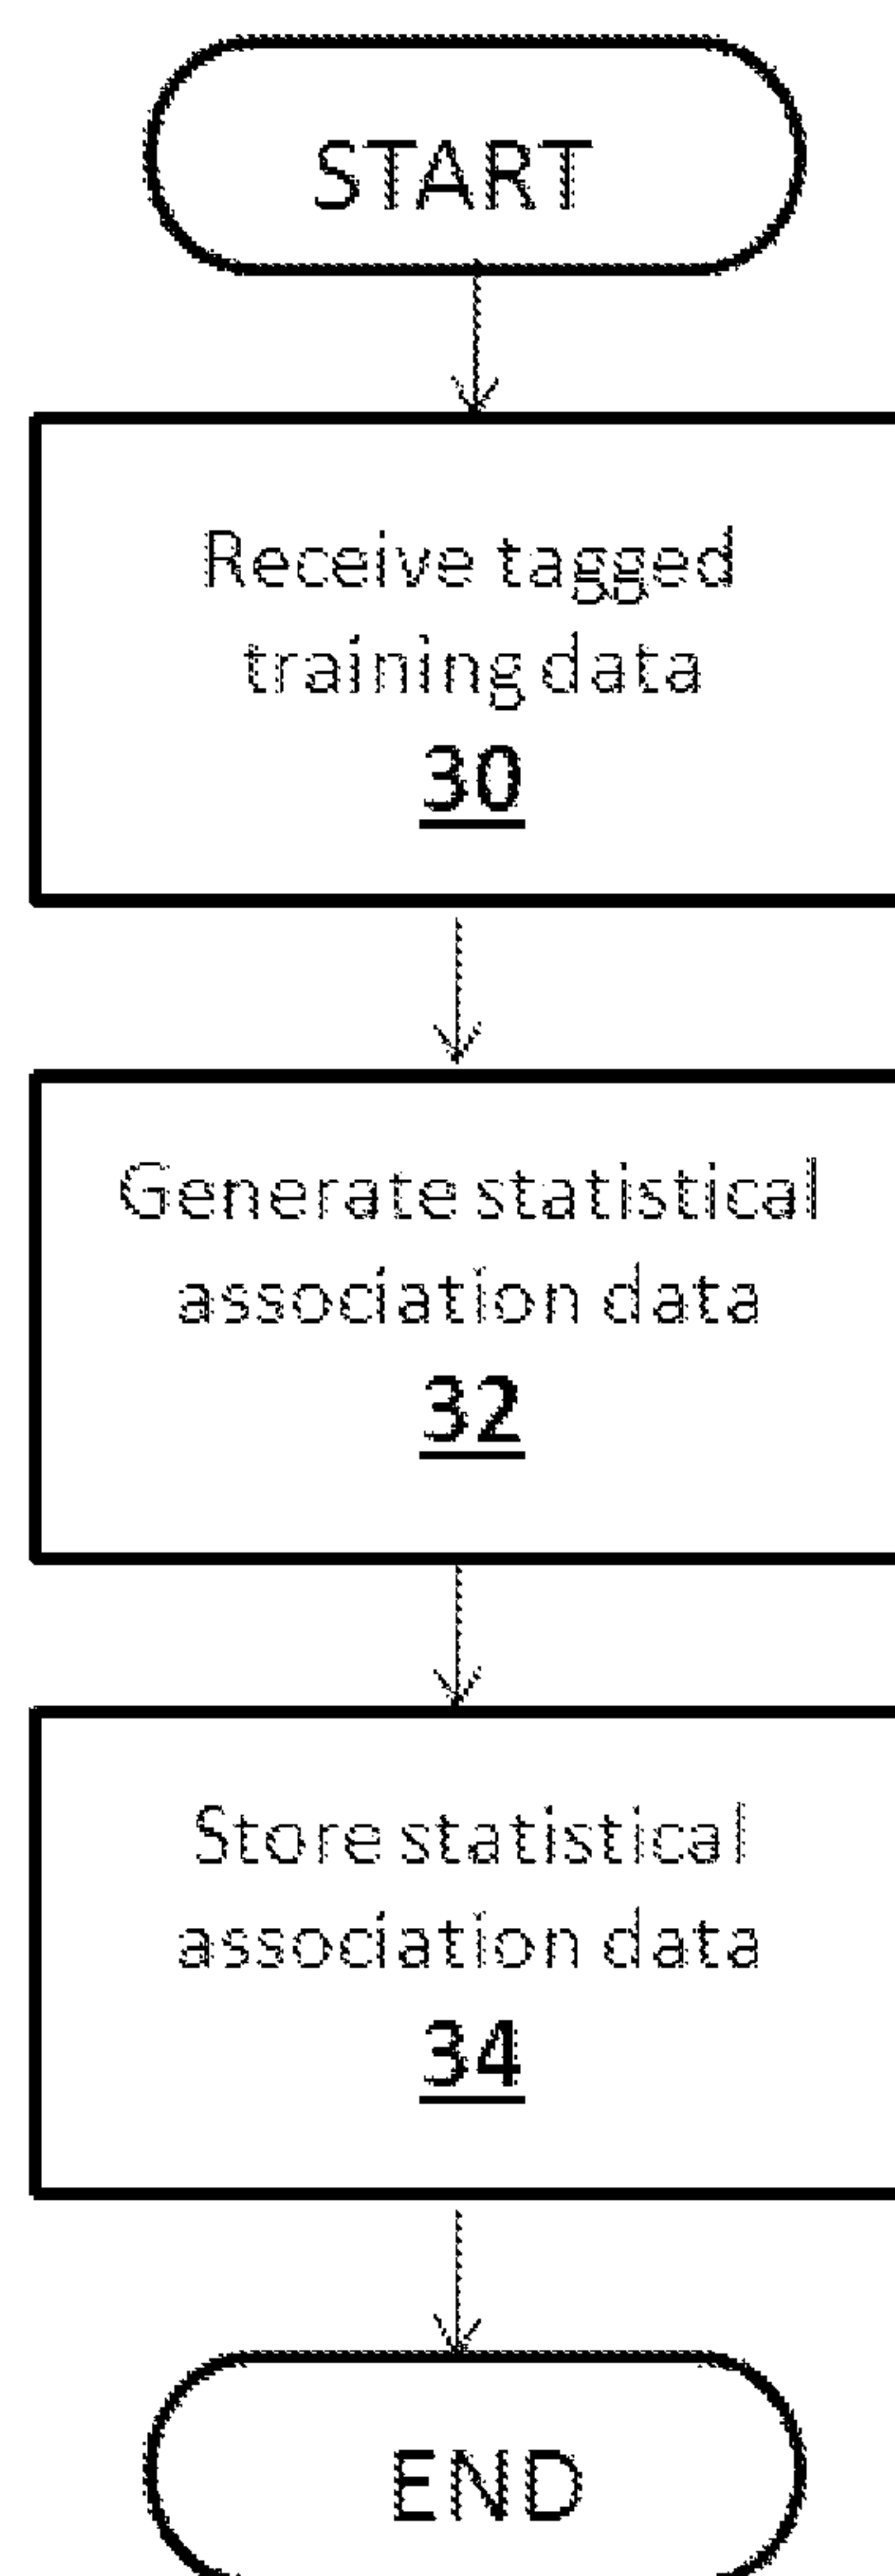 START
Receive tagged
training data
30
Generate statistical
association data
32
Store statistical
association data
34
END